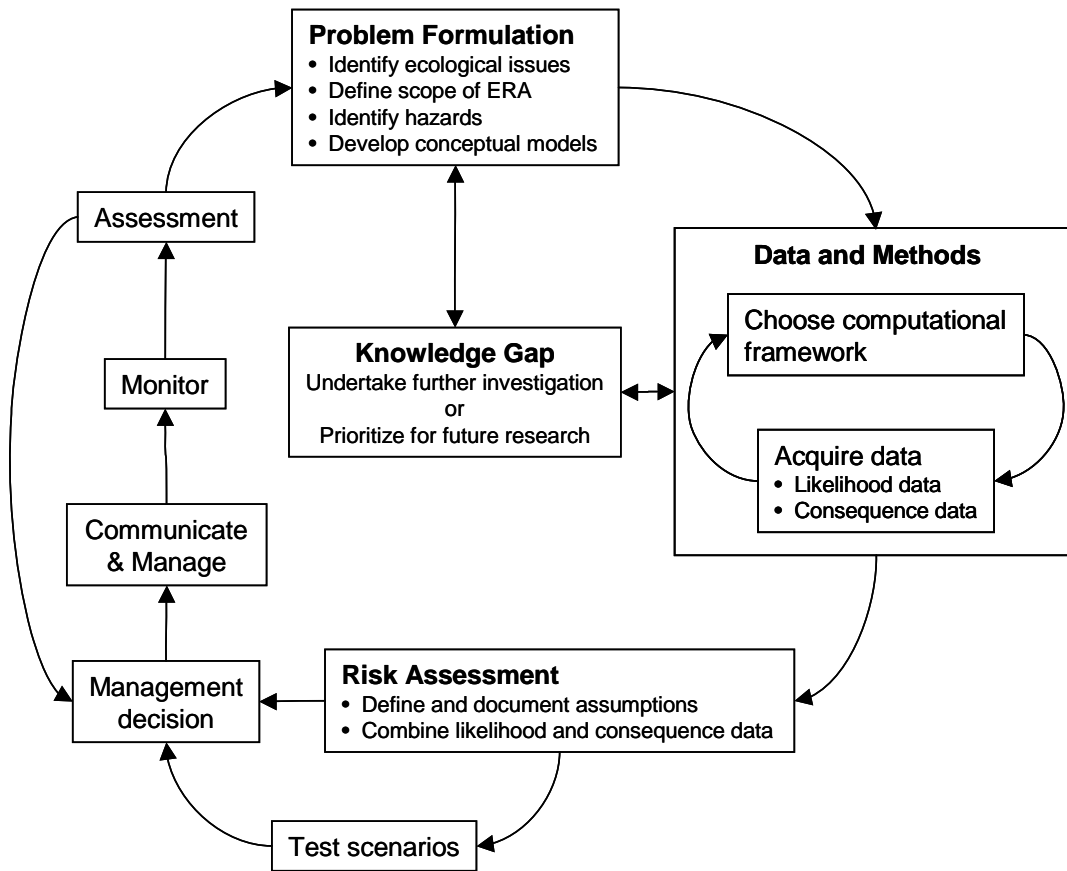 Problem Formulation
• Identify ecological issues
• Define scope of ERA
• Identify hazards
• Develop conceptual models
Assessment
Data and Methods
Choose computational
framework
Knowledge Gap
Undertake further investigation
or
Prioritize for future research
Monitor
Acquire data
• Likelihood data
• Consequence data
Communicate
& Manage
Risk Assessment
• Define and document assumptions
• Combine likelihood and consequence data
Management
decision
Test scenarios